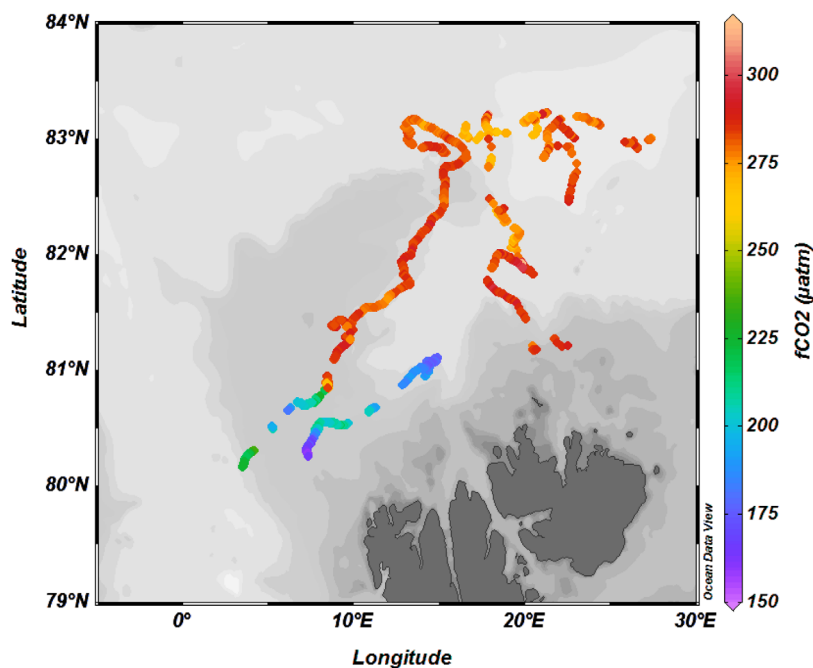 84°N
83°N
82°N
81°N
80°N
79°N
Latitude
0°
10°E
20°E
30°E
Longitude
Ocean Data View
300
275
250
225
200
175
150
fCO2 (μatm)